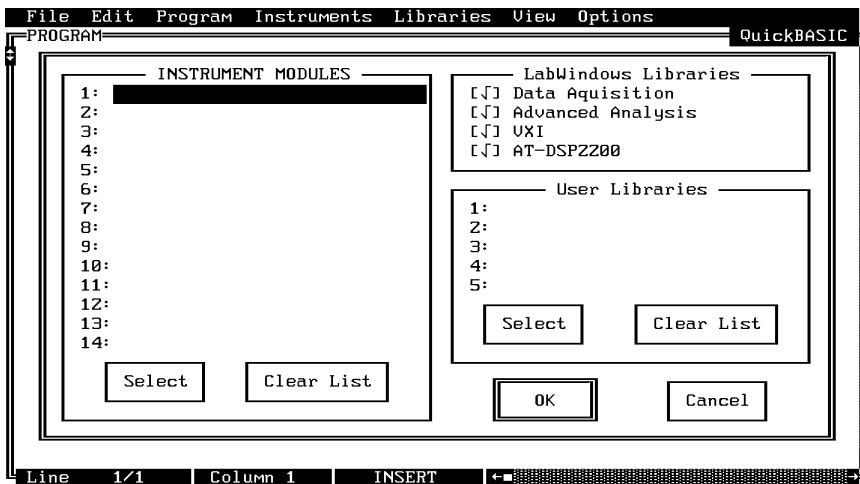 File Edit Program Instruments Libraries View Options
PROGRAM
QuickBASIC
INSTRUMENT MODULES
1:
2:
3:
4:
5:
6:
7:
8:
9:
10:
11:
12:
13:
14:
Select Clear List
LabWindows Libraries
[√] Data Aquisition
[√] Advanced Analysis
[√] VXI
[√] AT-DSP2200
User Libraries
1:
2:
3:
4:
5:
Select Clear List
OK Cancel
Line 1/1 Column 1 INSERT